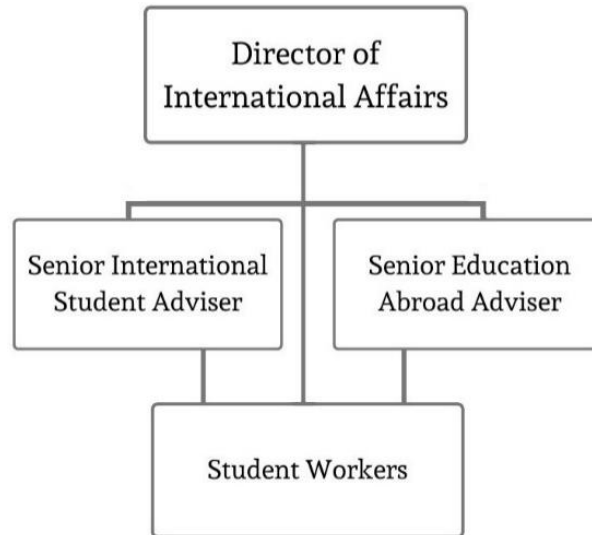 Director of
International Affairs
Senior International
Student Adviser
Senior Education
Abroad Adviser
Student Workers